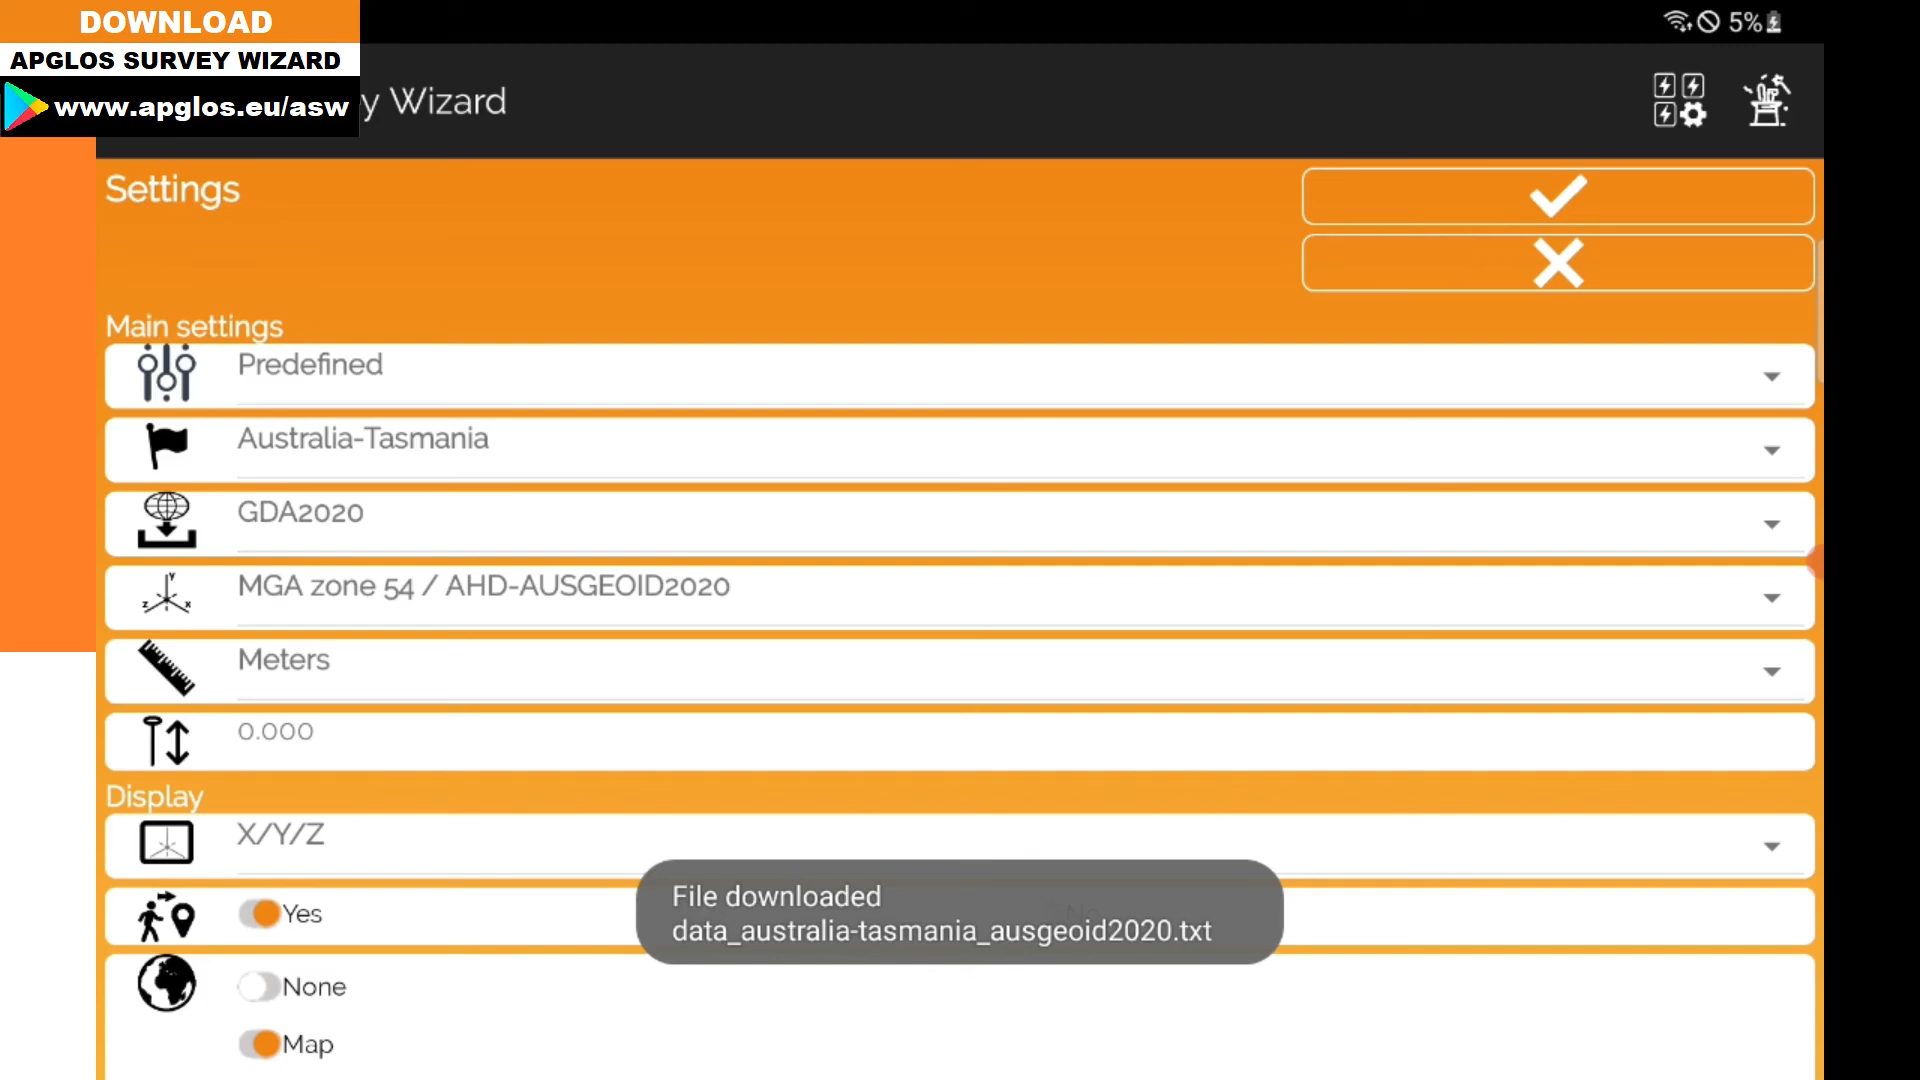 DOWNLOAD
APGLOS SURVEY WIZARD
www.apglos.eu/asw
y Wizard
5%
Settings
Main settings
Predefined
Australia-Tasmania
GDA2020
MGA zone 54 / AHD-AUSGEOID2020
Meters
0.000
Display
X/Y/Z
Yes
No
File downloaded
data_australia-tasmania_ausgeoid2020.txt
None
Map